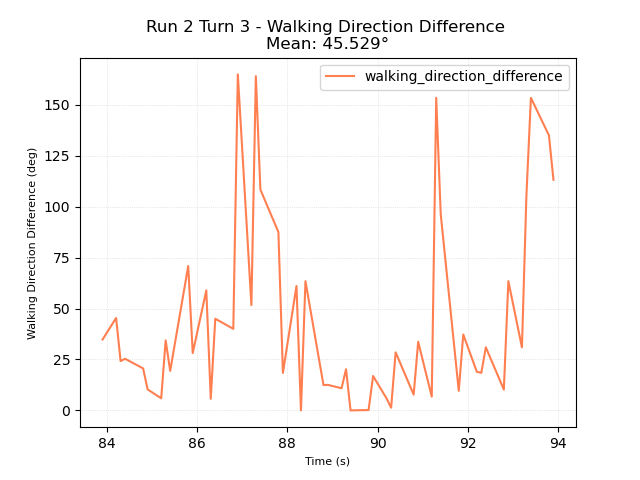 Run 2 Turn 3 - Walking Direction Difference
Mean: 45.529°
walking_direction_difference
Walking Direction Difference (deg)
150
125
100
75
50
25
0
84
86
88
90
92
94
Time (s)